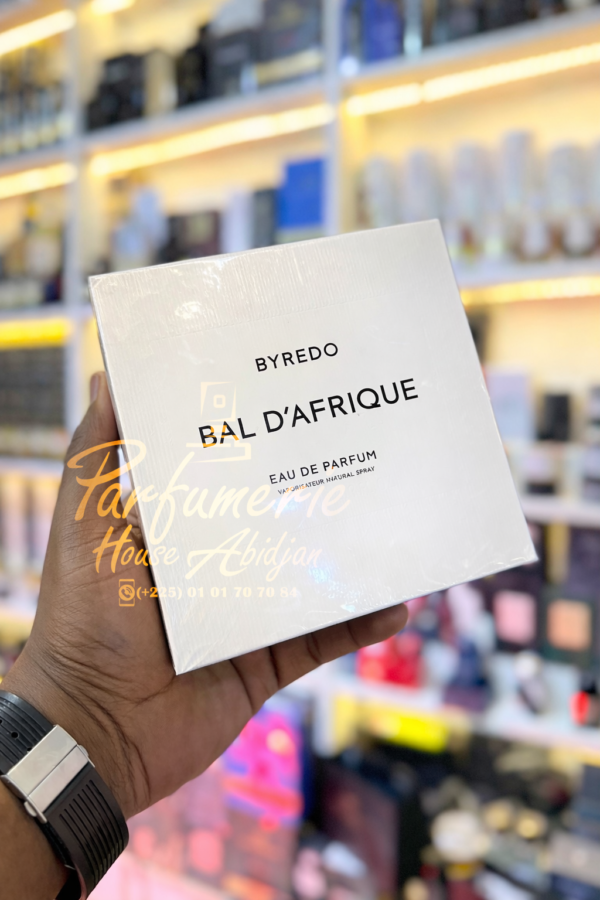 BYREDO
BAL D'AFRIQUE
EAU DE PARFUM
VAPORISATEUR NATURAL SPRAY
Parfumerie
House Abidjan
(+225) 01 01 70 70 84